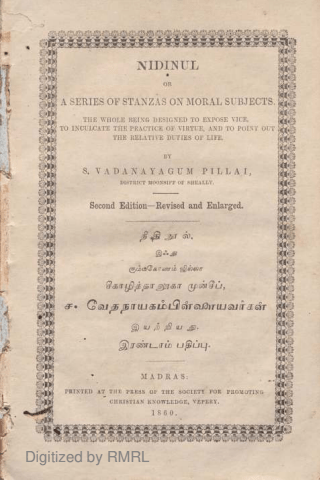 NIDINUL
OR
A SERIES OF STANZAS ON MORAL SUBJECTS.
THE WHOLE BEING DESIGNED TO EXPOSE VICE,
TO INCULCATE THE PRACTICE OF VIRTUE, AND TO POINT OUT
THE RELATIVE DUTIES OF LIFE.
BY
S. VADANAYAGUM PILLAI,
DISTRICT MOONSIFF OF SHEALLY.
Second Edition—Revised and Enlarged.
நீதி நூல்.
இஃது
கும்பகோணம் ஜில்லா
ச. வேதநாயகம்பிள்ளையவர்கள்
இயற்றியது.
இரண்டாம் பதிப்பு.
MADRAS:
PRINTED AT THE PRESS OF THE SOCIETY FOR PROMOTING
CHRISTIAN KNOWLEDGE, VEPERY.
1860.
Digitized by RMRL